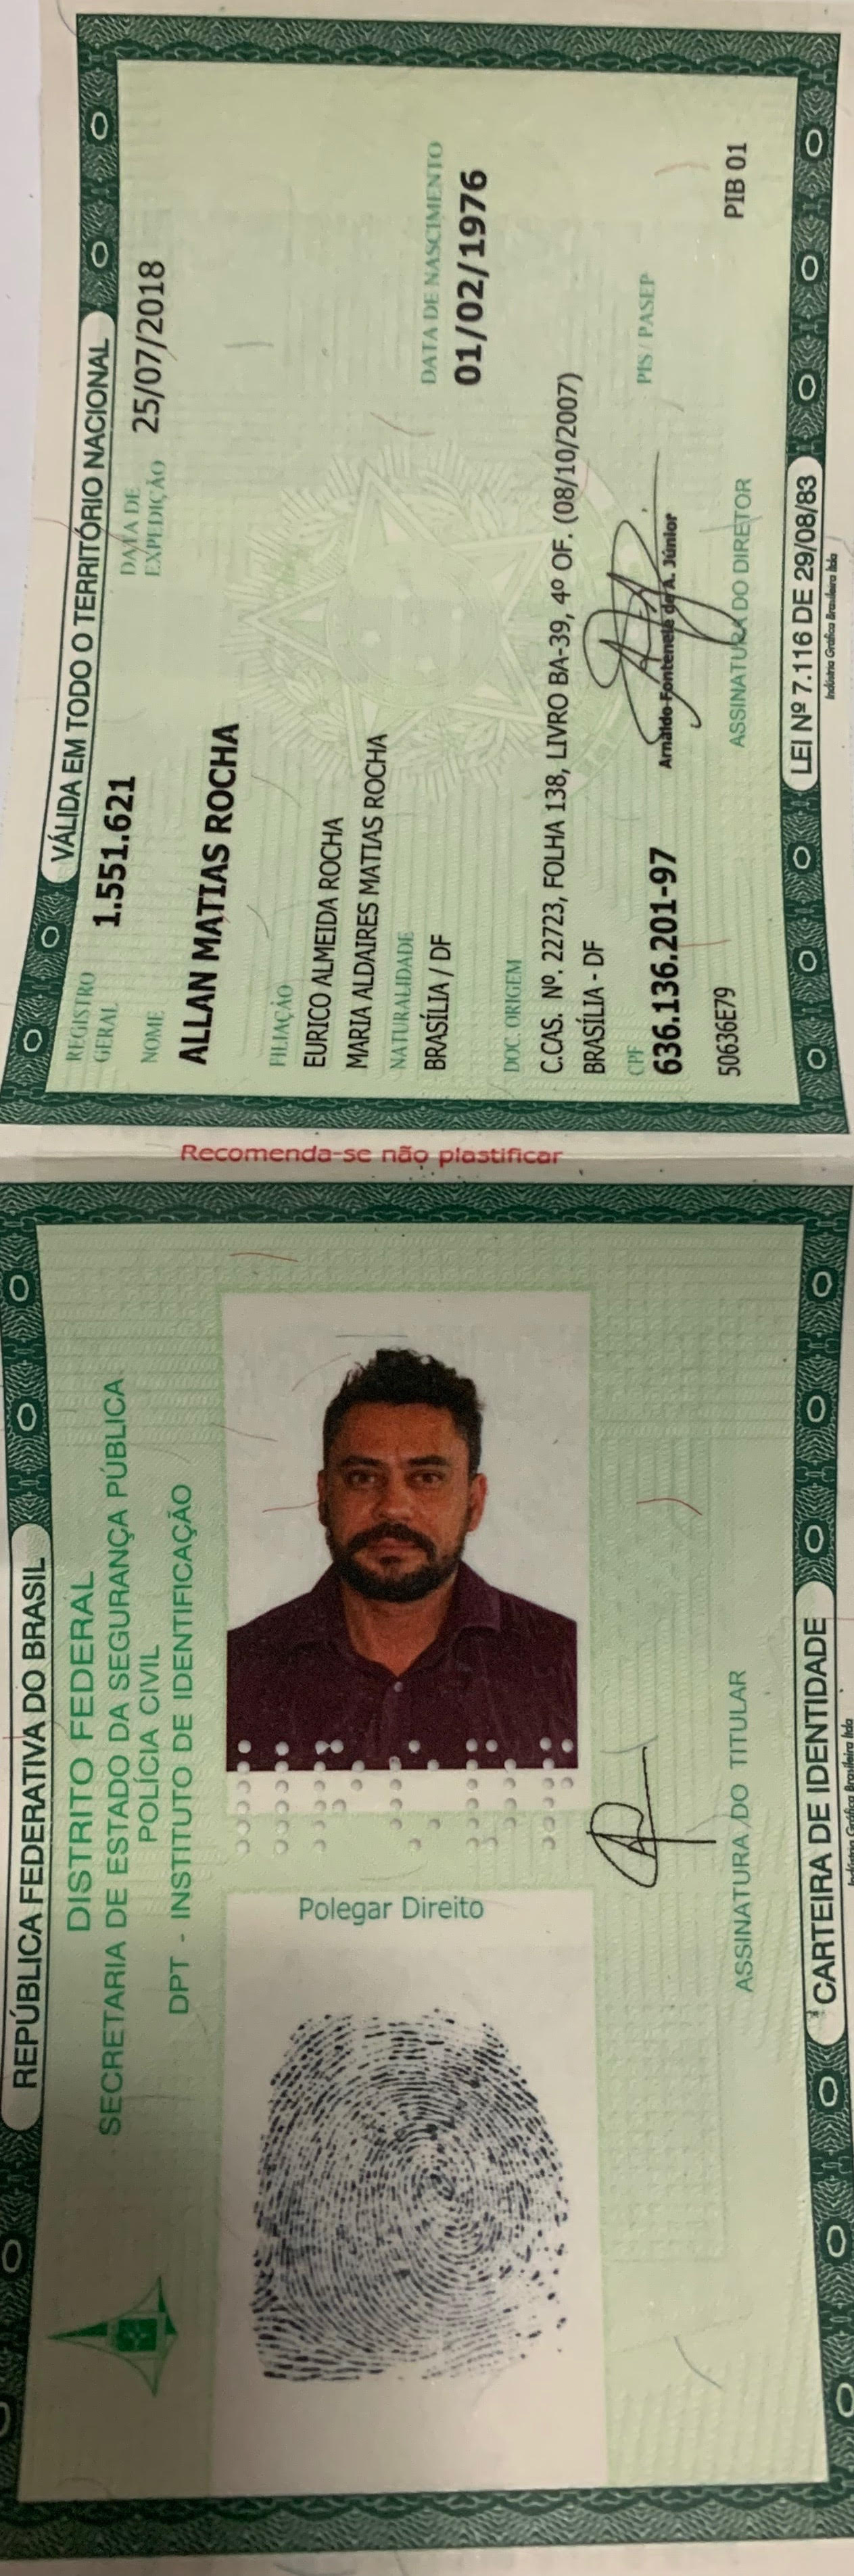 REPÚBLICA FEDERATIVA DO BRASIL
DISTRITO FEDERAL
SECRETARIA DE ESTADO DA SEGURANÇA PÚBLICA
POLÍCIA CIVIL
DPT - INSTITUTO DE IDENTIFICAÇÃO
Polegar Direito
ASSINATURA DO TITULAR
CARTEIRA DE IDENTIDADE
Indústria Gráfica Brasileira ltda
Recomenda-se não plastificar
VÁLIDA EM TODO O TERRITÓRIO NACIONAL
REGISTRO GERAL 1.551.621
DATA DE EXPEDIÇÃO 25/07/2018
NOME
ALLAN MATIAS ROCHA
FILIAÇÃO
EURICO ALMEIDA ROCHA
MARIA ALDAIRES MATIAS ROCHA
NATURALIDADE
BRASÍLIA / DF
DATA DE NASCIMENTO
01/02/1976
DOC. ORIGEM
C.CAS. Nº. 22723, FOLHA 138, LIVRO BA-39, 4º OF. (08/10/2007)
BRASÍLIA - DF
CPF
636.136.201-97
PIS / PASEP
Arnaldo Fontenele de A. Júnior
50636E79
ASSINATURA DO DIRETOR
PIB 01
LEI Nº 7.116 DE 29/08/83
Indústria Gráfica Brasileira ltda